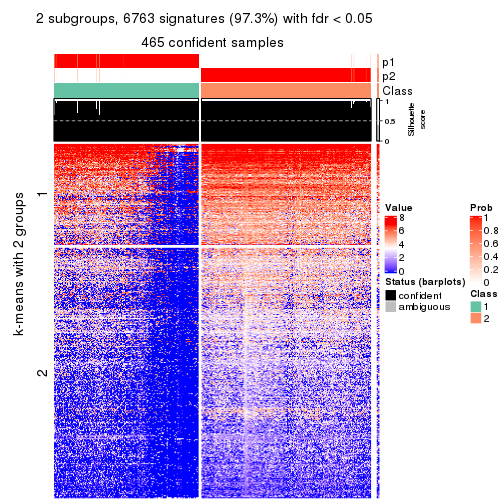 2 subgroups, 6763 signatures (97.3%) with fdr < 0.05
465 confident samples
p1
p2
Class
1
0.5
0
Silhouette
score
k-means with 2 groups
1
2
Value
8
6
4
2
0
Status (barplots)
confident
ambiguous
Prob
1
0.8
0.6
0.4
0.2
0
Class
1
2